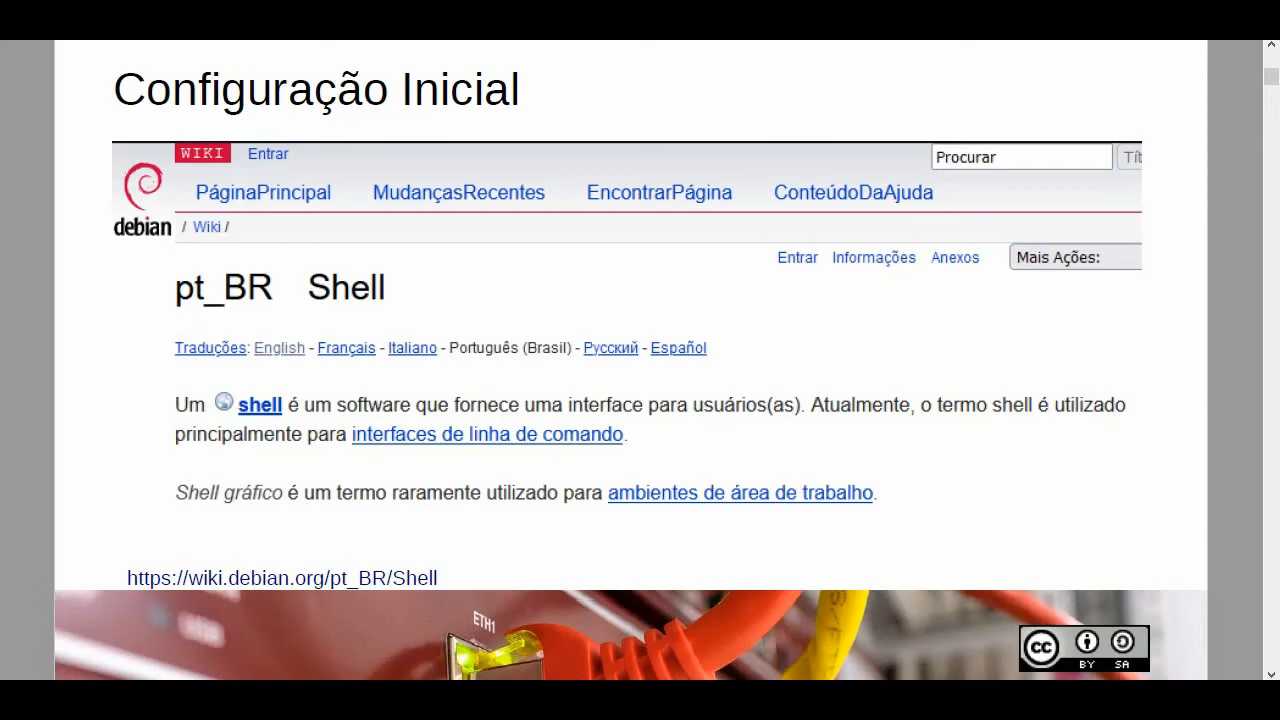 Configuração Inicial
WIKI Entrar
Procurar Tít
PáginaPrincipal MudançasRecentes EncontrarPágina ConteúdoDaAjuda
debian / Wiki /
Entrar Informações Anexos Mais Ações:
pt_BR Shell
Traduções: English - Français - Italiano - Português (Brasil) - Русский - Español
Um shell é um software que fornece uma interface para usuários(as). Atualmente, o termo shell é utilizado
principalmente para interfaces de linha de comando.
Shell gráfico é um termo raramente utilizado para ambientes de área de trabalho.
https://wiki.debian.org/pt_BR/Shell
ETH1
cc
BY SA